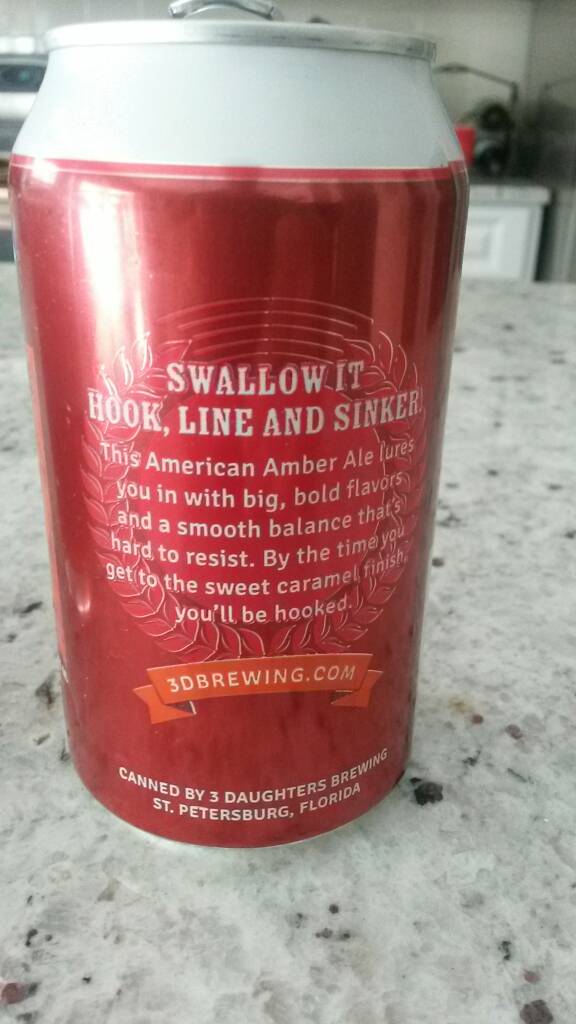 SWALLOW IT
HOOK, LINE AND SINKER
This American Amber Ale lures
you in with big, bold flavors
and a smooth balance that's
hard to resist. By the time you
get to the sweet caramel finish,
you'll be hooked.
3DBREWING.COM
CANNED BY 3 DAUGHTERS BREWING
ST. PETERSBURG, FLORIDA